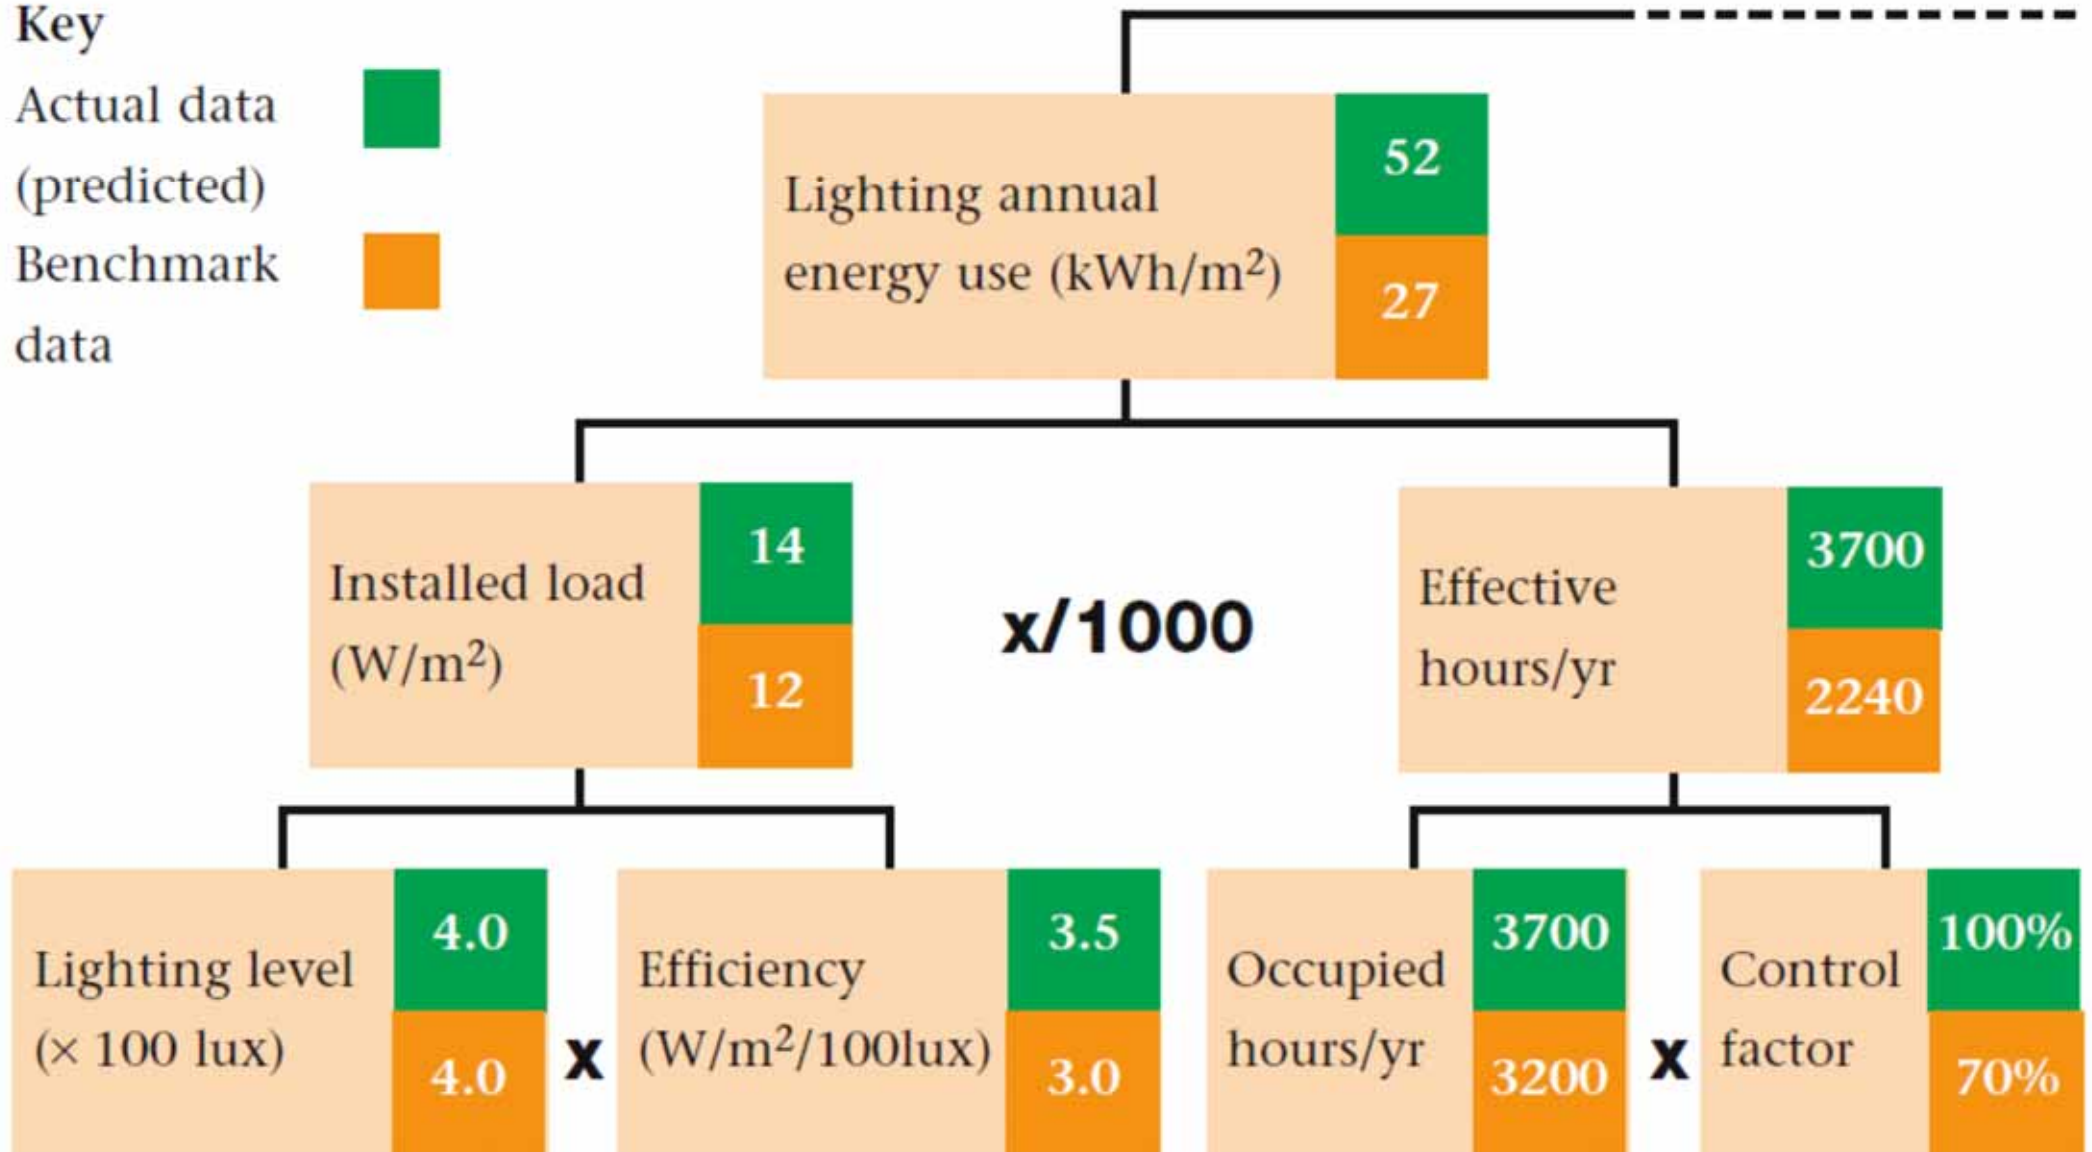 Key
Actual data
(predicted)
Benchmark
data
Lighting annual
energy use (kWh/m²)
52
27
Installed load
(W/m²)
14
12
x/1000
Effective
hours/yr
3700
2240
Lighting level
(× 100 lux)
4.0
4.0
x
Efficiency
(W/m²/100lux)
3.5
3.0
Occupied
hours/yr
3700
3200
x
Control
factor
100%
70%